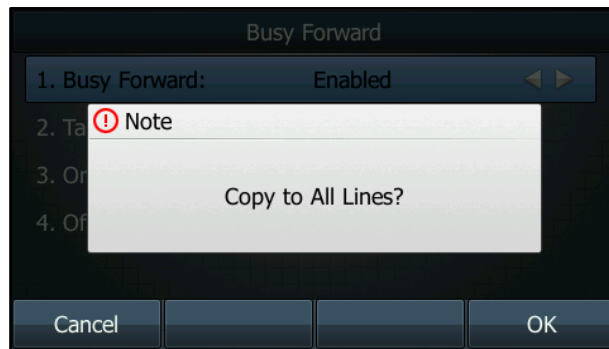 Busy Forward
1. Busy Forward: Enabled
2. Ta
Note
3. Or
Copy to All Lines?
4. Of
Cancel OK